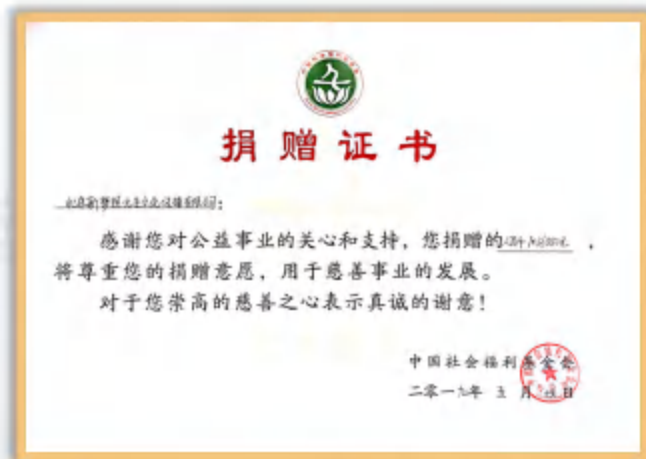 捐赠证书
感谢您对公益事业的关心和支持，您捐赠的 ，
将尊重您的捐赠意愿，用于慈善事业的发展。
对于您崇高的慈善之心表示真诚的谢意！
中国社会福利基金会
二零一九年 五 月 日